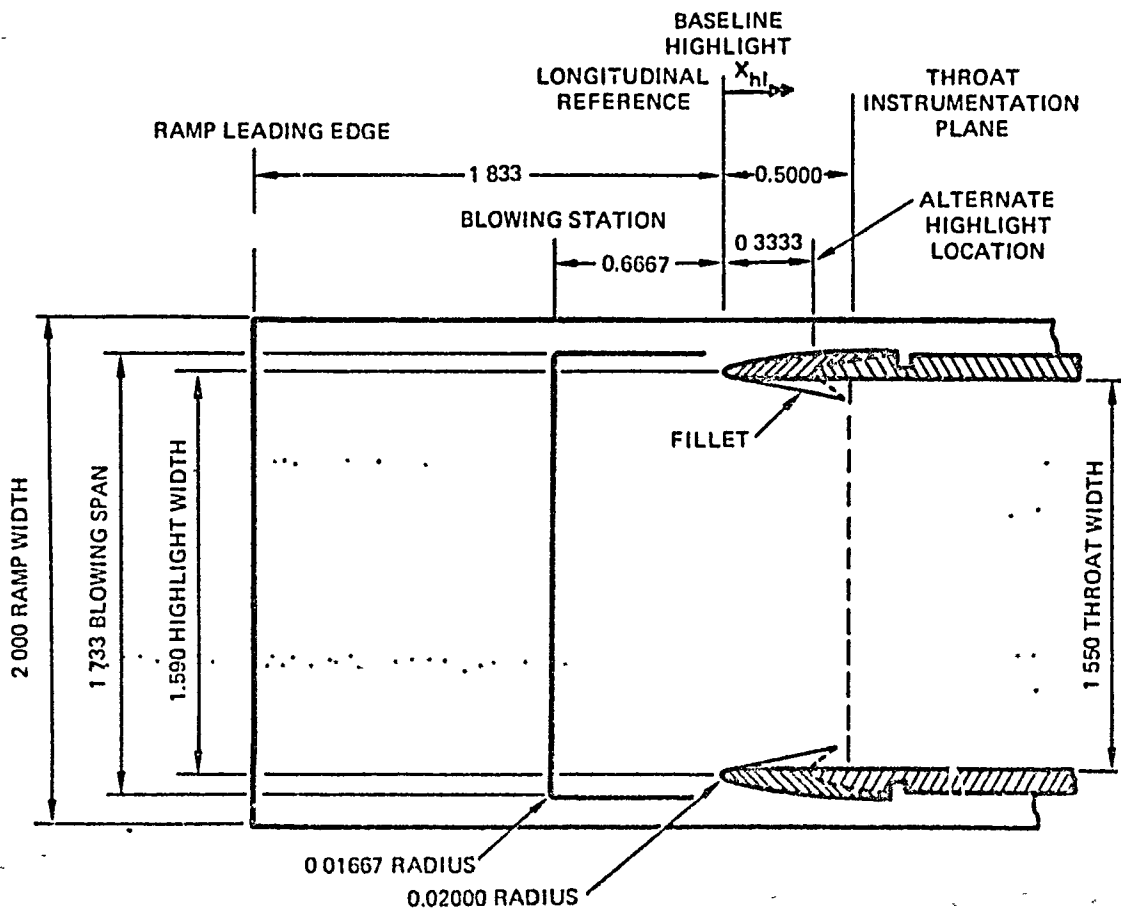 BASELINE
HIGHLIGHT
X_hl
LONGITUDINAL
REFERENCE
THROAT
INSTRUMENTATION
PLANE
RAMP LEADING EDGE
1 833
0.5000
ALTERNATE
HIGHLIGHT
LOCATION
BLOWING STATION
0 3333
0.6667
FILLET
2 000 RAMP WIDTH
1 733 BLOWING SPAN
1.590 HIGHLIGHT WIDTH
1 550 THROAT WIDTH
0 01667 RADIUS
0.02000 RADIUS